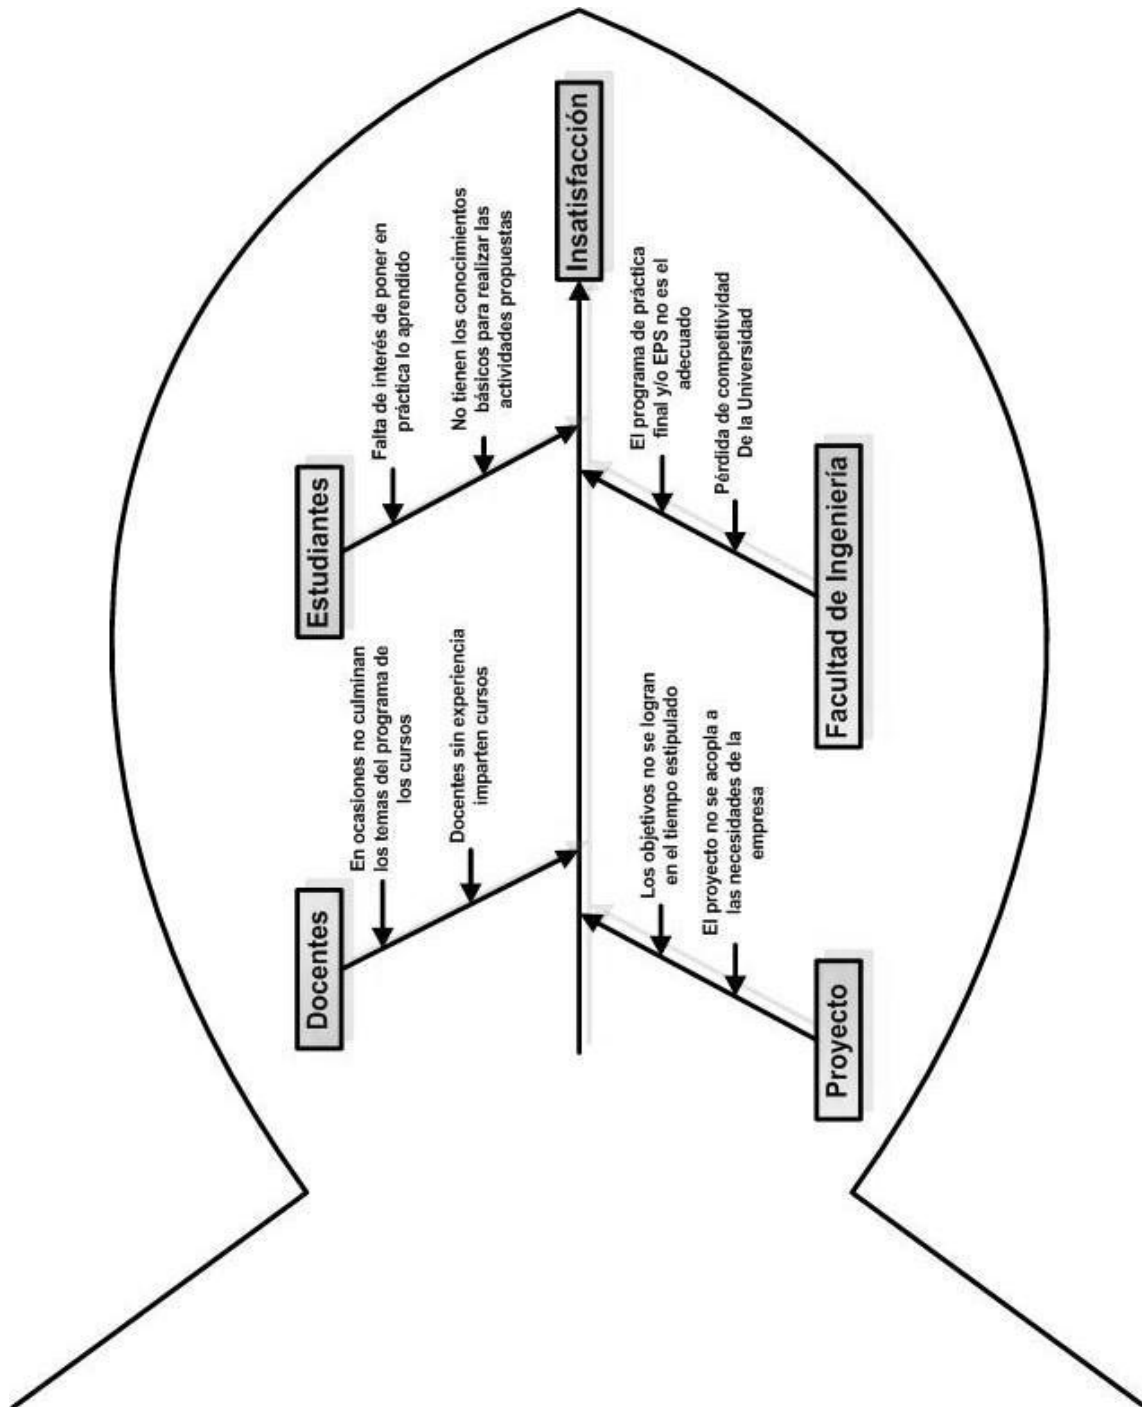 Docentes
En ocasiones no culminan
los temas del programa de
los cursos
Docentes sin experiencia
imparten cursos
Estudiantes
Falta de interés de poner en
práctica lo aprendido
No tienen los conocimientos
básicos para realizar las
actividades propuestas
Insatisfacción
Proyecto
Los objetivos no se logran
en el tiempo estipulado
El proyecto no se acopla a
las necesidades de la
empresa
Facultad de Ingeniería
El programa de práctica
final y/o EPS no es el
adecuado
Pérdida de competitividad
De la Universidad